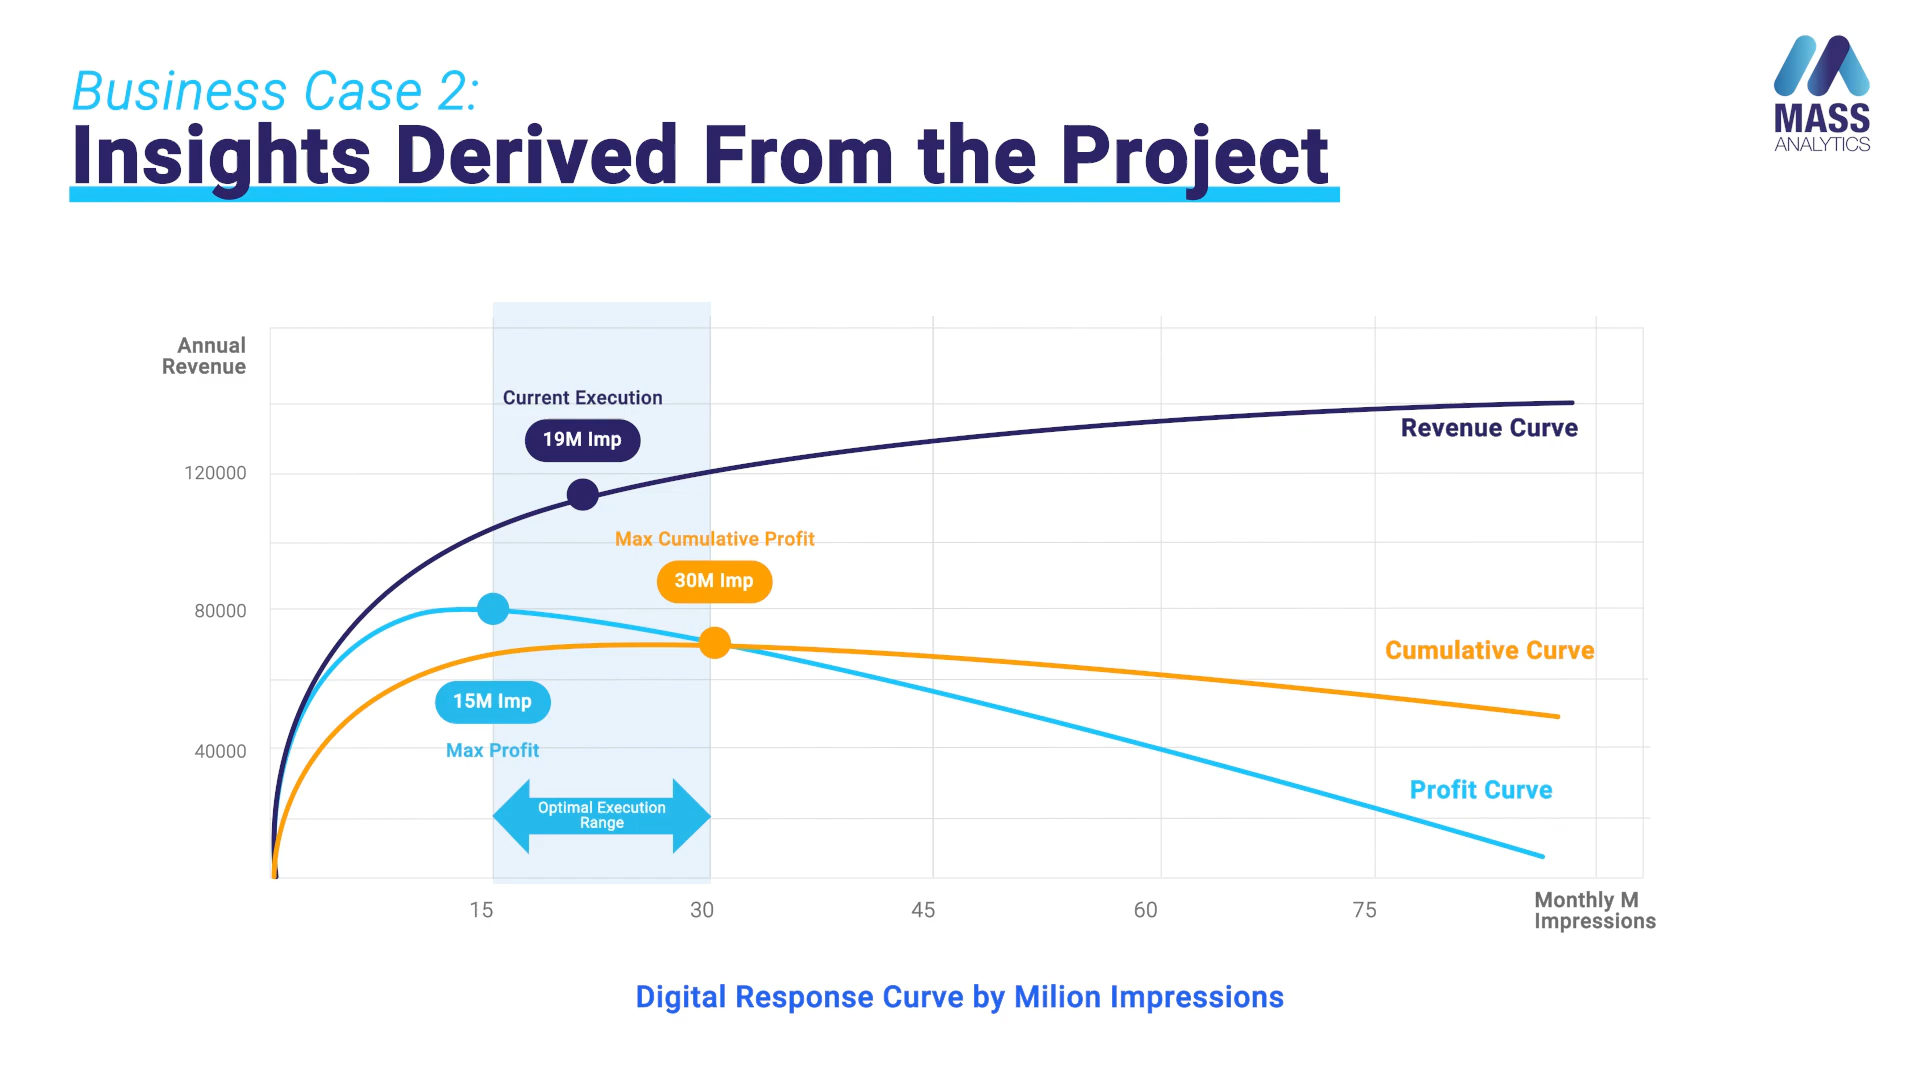 Business Case 2:
Insights Derived From the Project
MASS
ANALYTICS
Annual
Revenue
120000
80000
40000
Current Execution
19M Imp
Revenue Curve
Max Cumulative Profit
30M Imp
Cumulative Curve
15M Imp
Max Profit
Profit Curve
Optimal Execution
Range
15
30
45
60
75
Monthly M
Impressions
Digital Response Curve by Milion Impressions